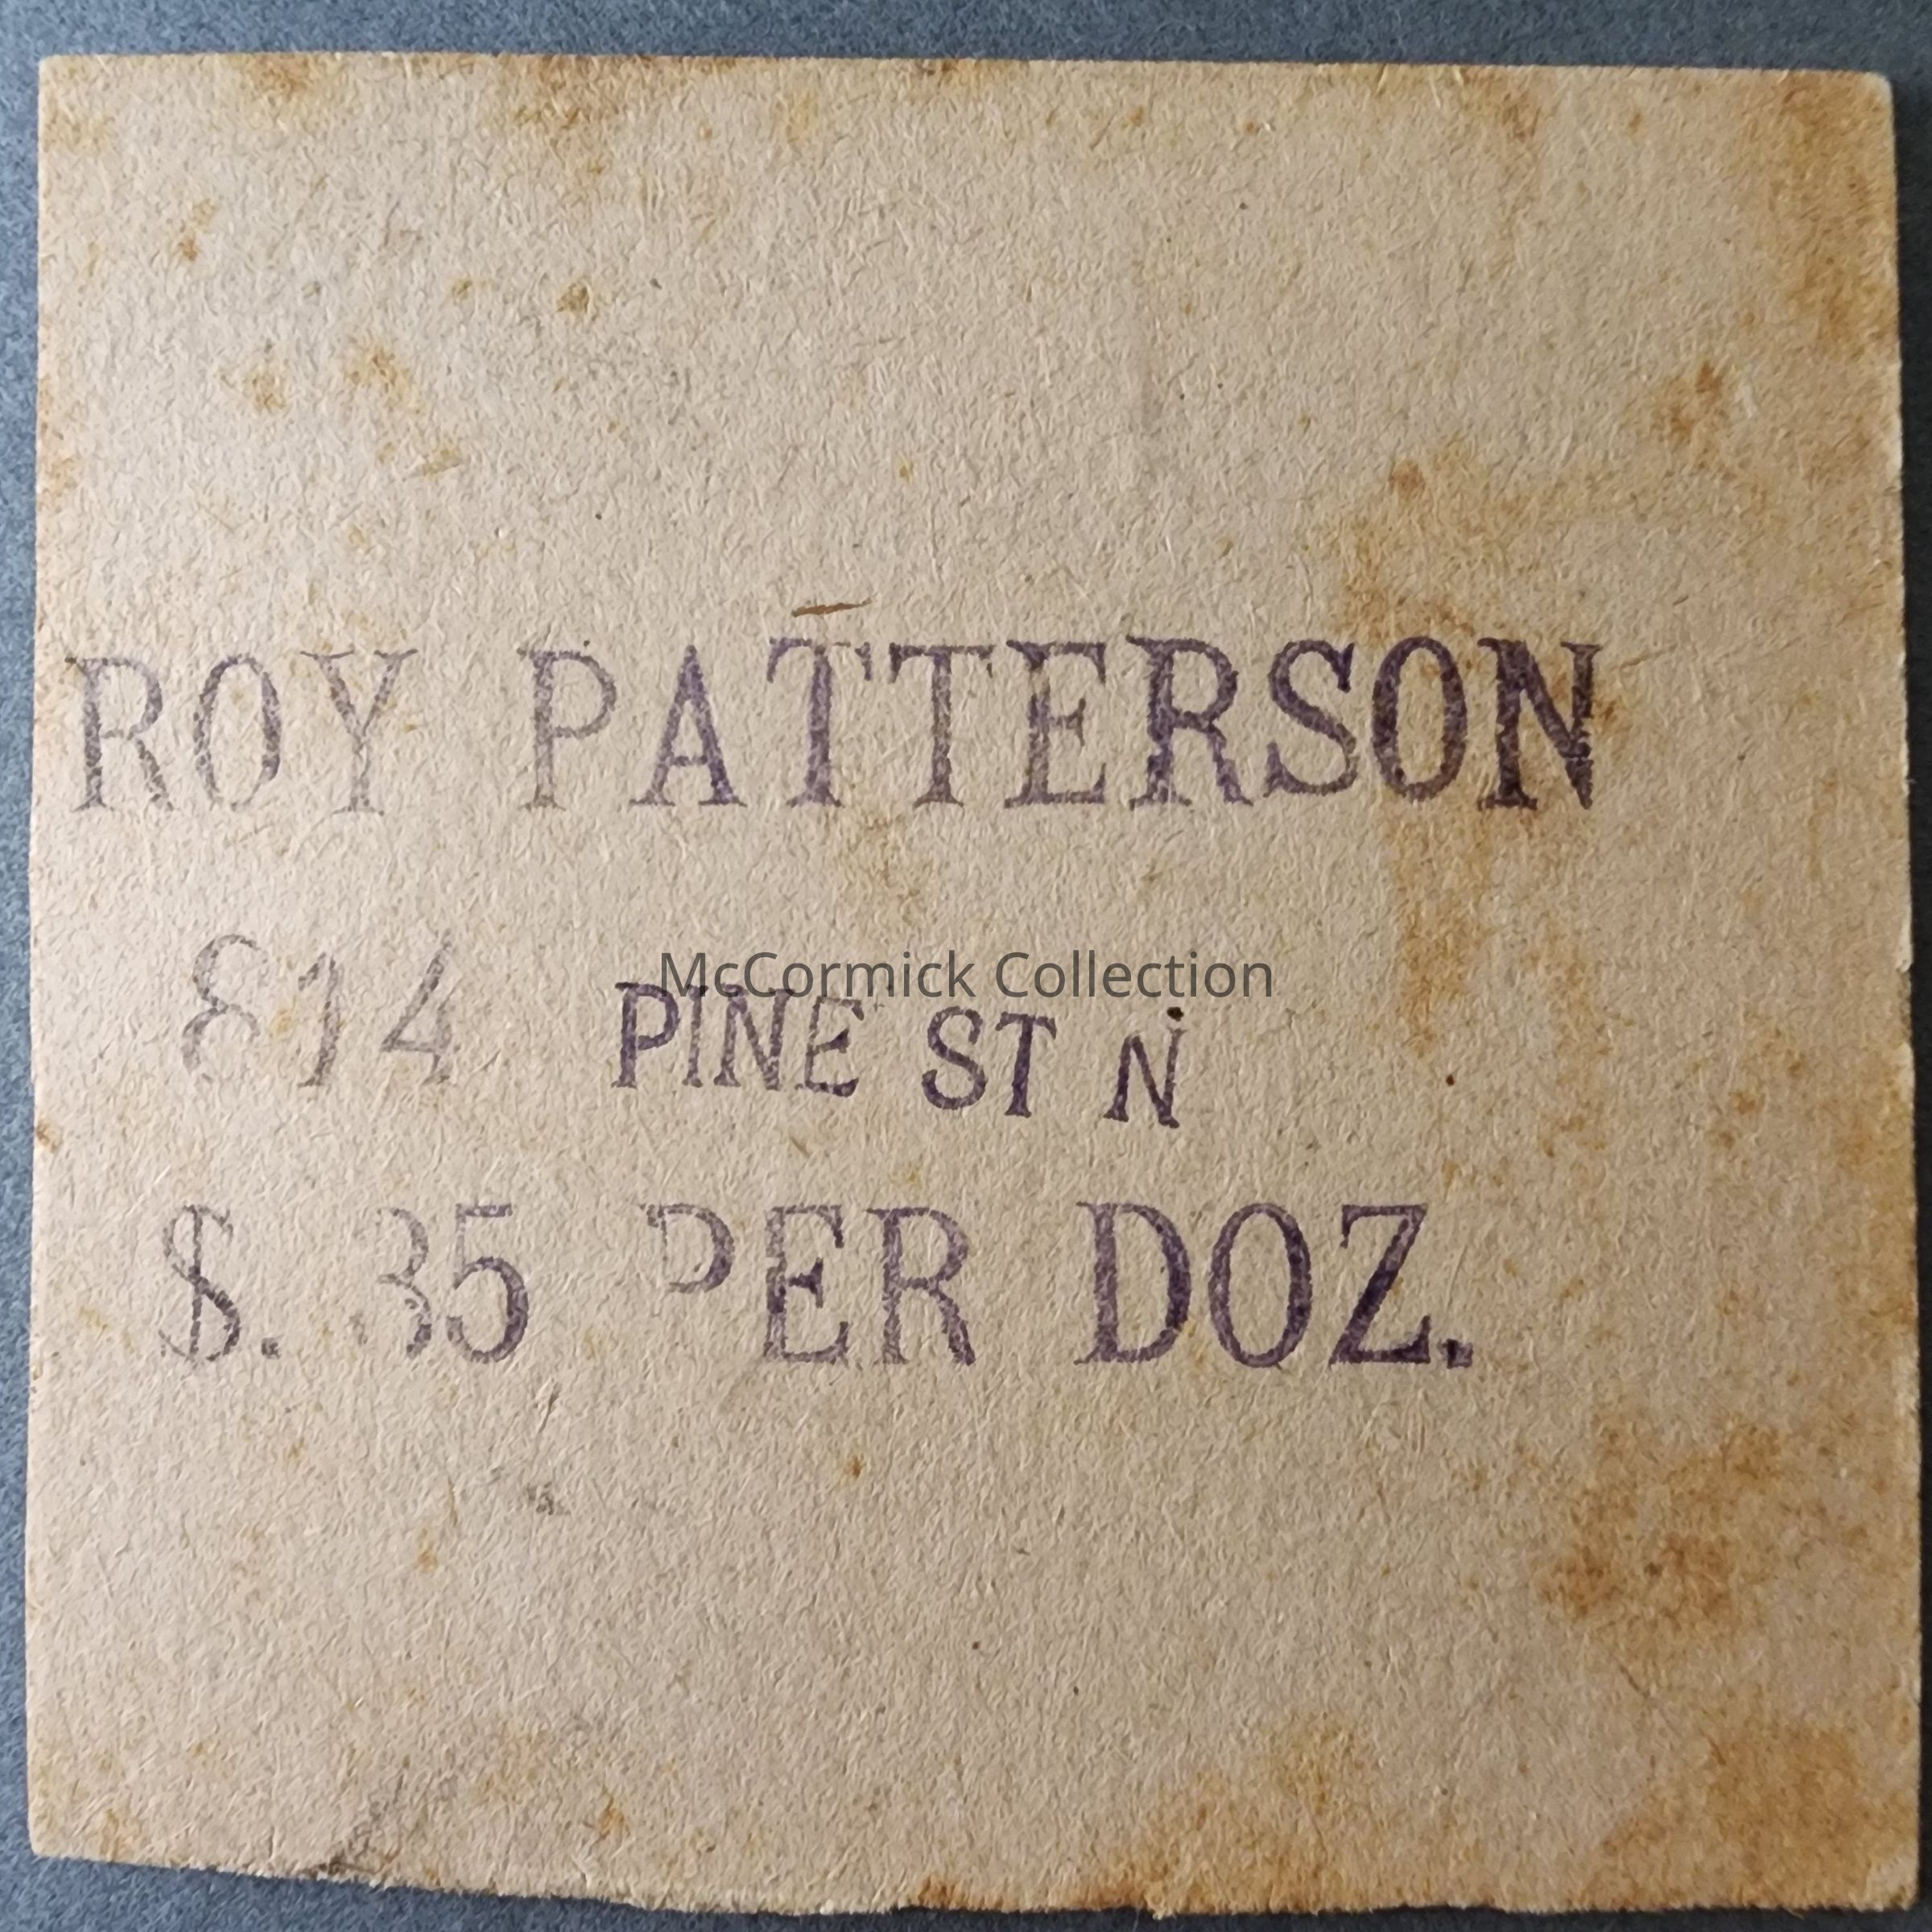 ROY PATTERSON
McCormick Collection
814 PINE ST N
$. 35 PER DOZ.